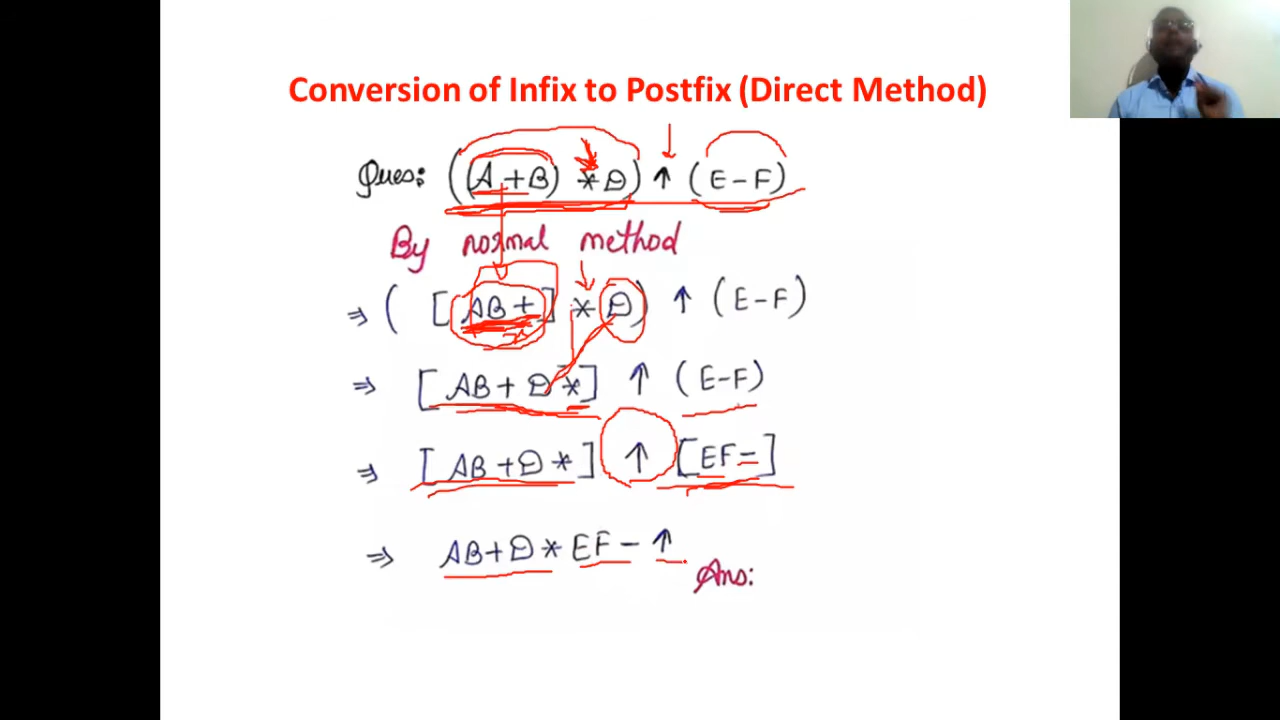 Conversion of Infix to Postfix (Direct Method)
Ques: ((A+B) *D) ↑ (E-F)
By normal method
⇒ ( [AB+] * D) ↑ (E-F)
⇒ [AB+D*] ↑ (E-F)
⇒ [AB+D*] ↑ [EF-]
⇒ AB+D*EF-↑
Ans: